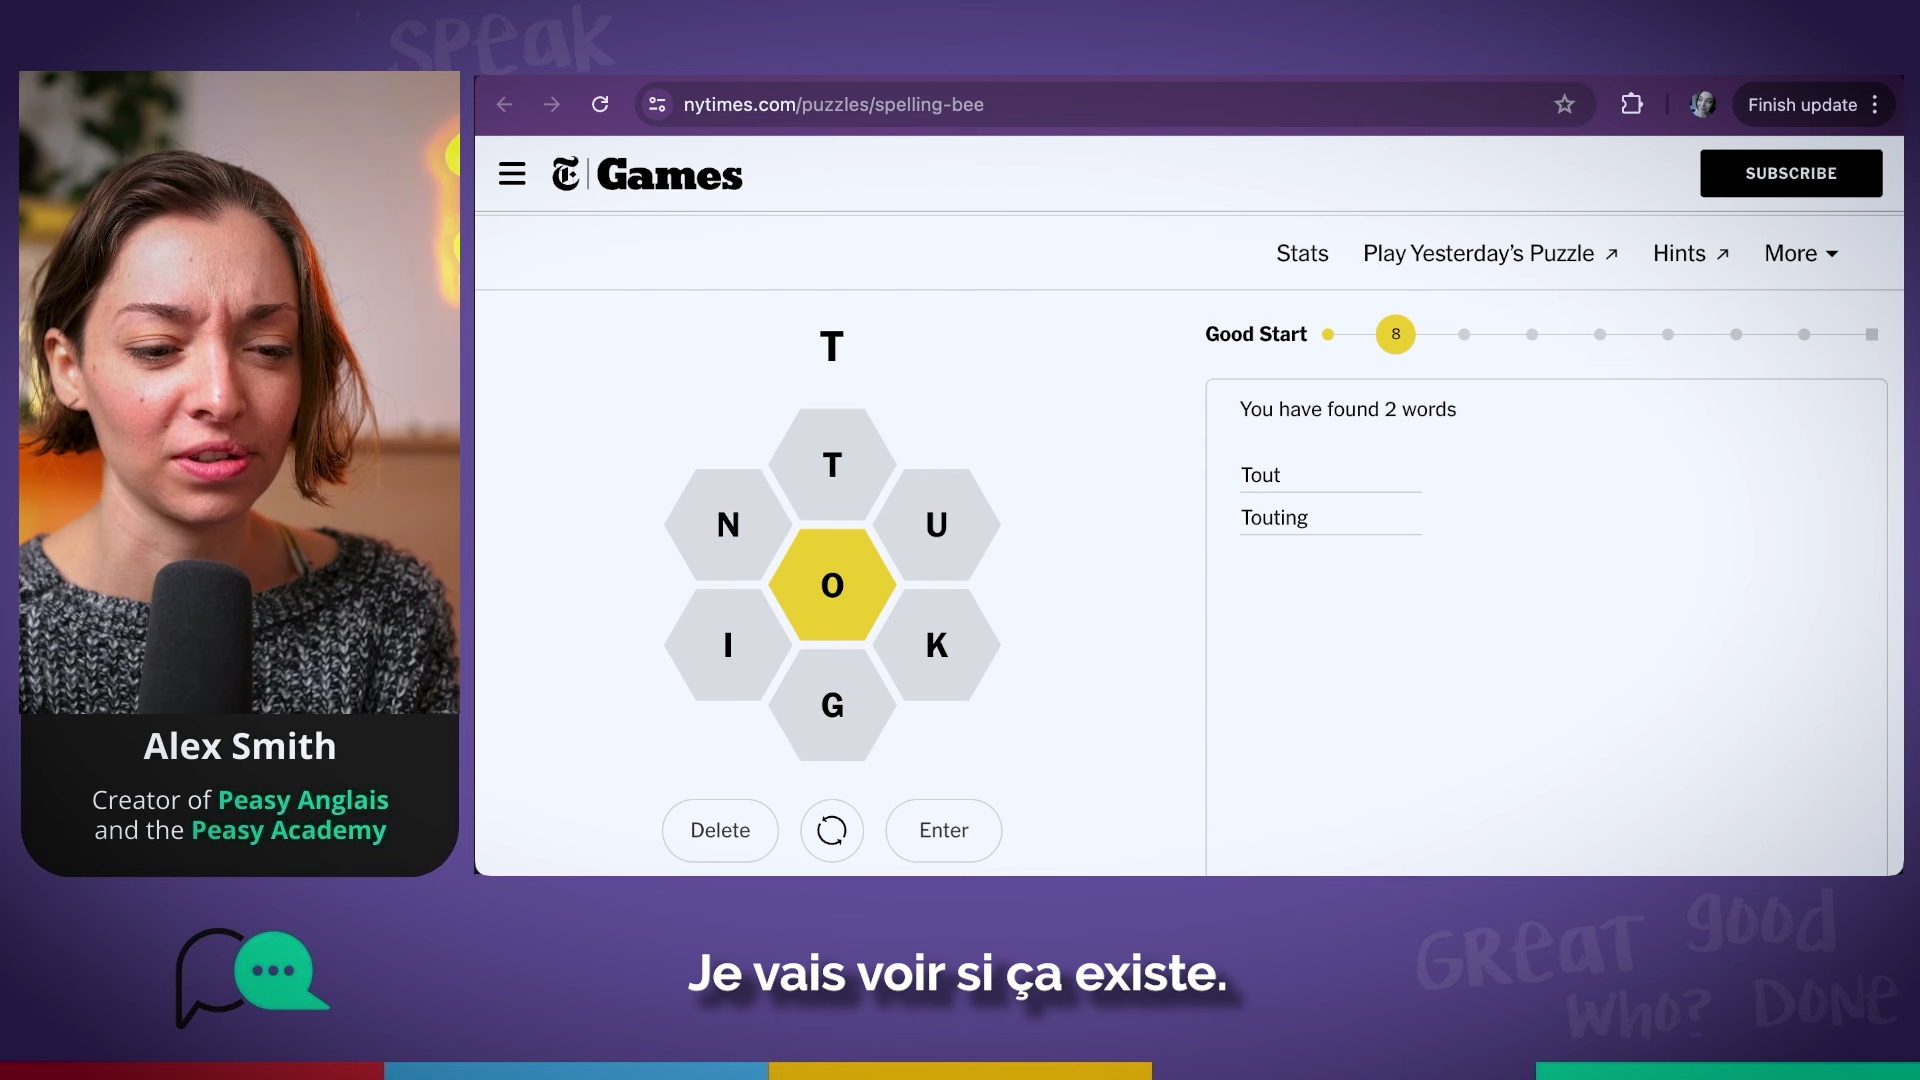 SPEAK
nytimes.com/puzzles/spelling-bee
Finish update
Games
SUBSCRIBE
Stats
Play Yesterday's Puzzle
Hints
More
T
Good Start
8
You have found 2 words
Tout
Touting
T
N
U
O
I
K
G
Delete
Enter
Alex Smith
Creator of Peasy Anglais
and the Peasy Academy
Je vais voir si ça existe.
GREAT good
WHO? DONE